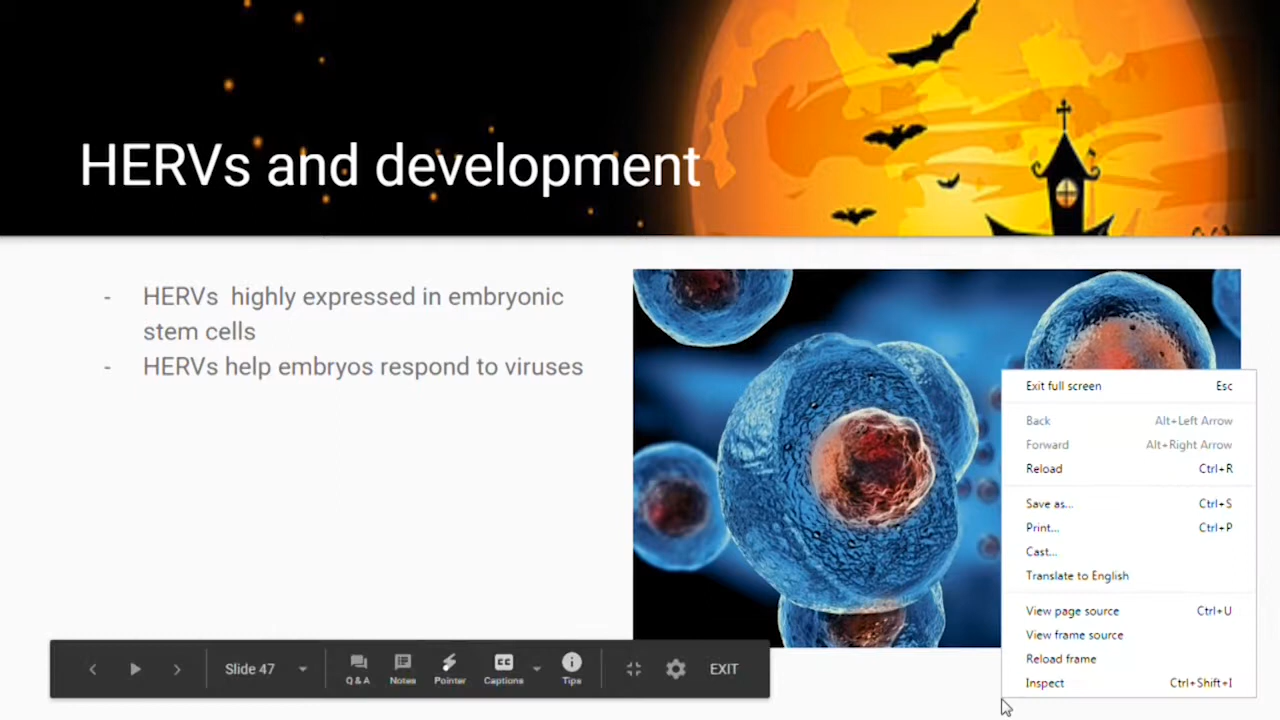 HERVs and development
- HERVs  highly expressed in embryonic
stem cells
- HERVs help embryos respond to viruses
Exit full screen Esc
Back Alt+Left Arrow
Forward Alt+Right Arrow
Reload Ctrl+R
Save as... Ctrl+S
Print... Ctrl+P
Cast...
Translate to English
View page source Ctrl+U
View frame source
Reload frame
Inspect Ctrl+Shift+I
Slide 47
Q & A
Notes
Pointer
CC
Captions
Tips
EXIT